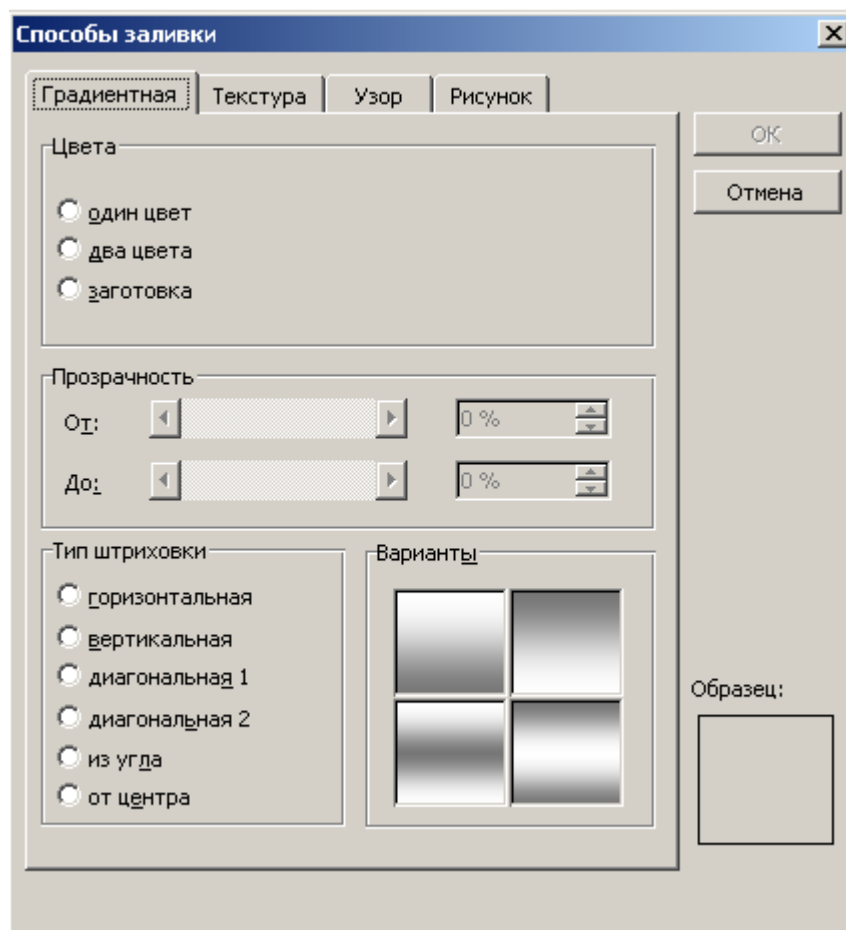 Способы заливки
Градиентная Текстура Узор Рисунок
Цвета
один цвет
два цвета
заготовка
ОК
Отмена
Прозрачность
От: 0 %
До: 0 %
Тип штриховки
горизонтальная
вертикальная
диагональная 1
диагональная 2
из угла
от центра
Варианты
Образец: